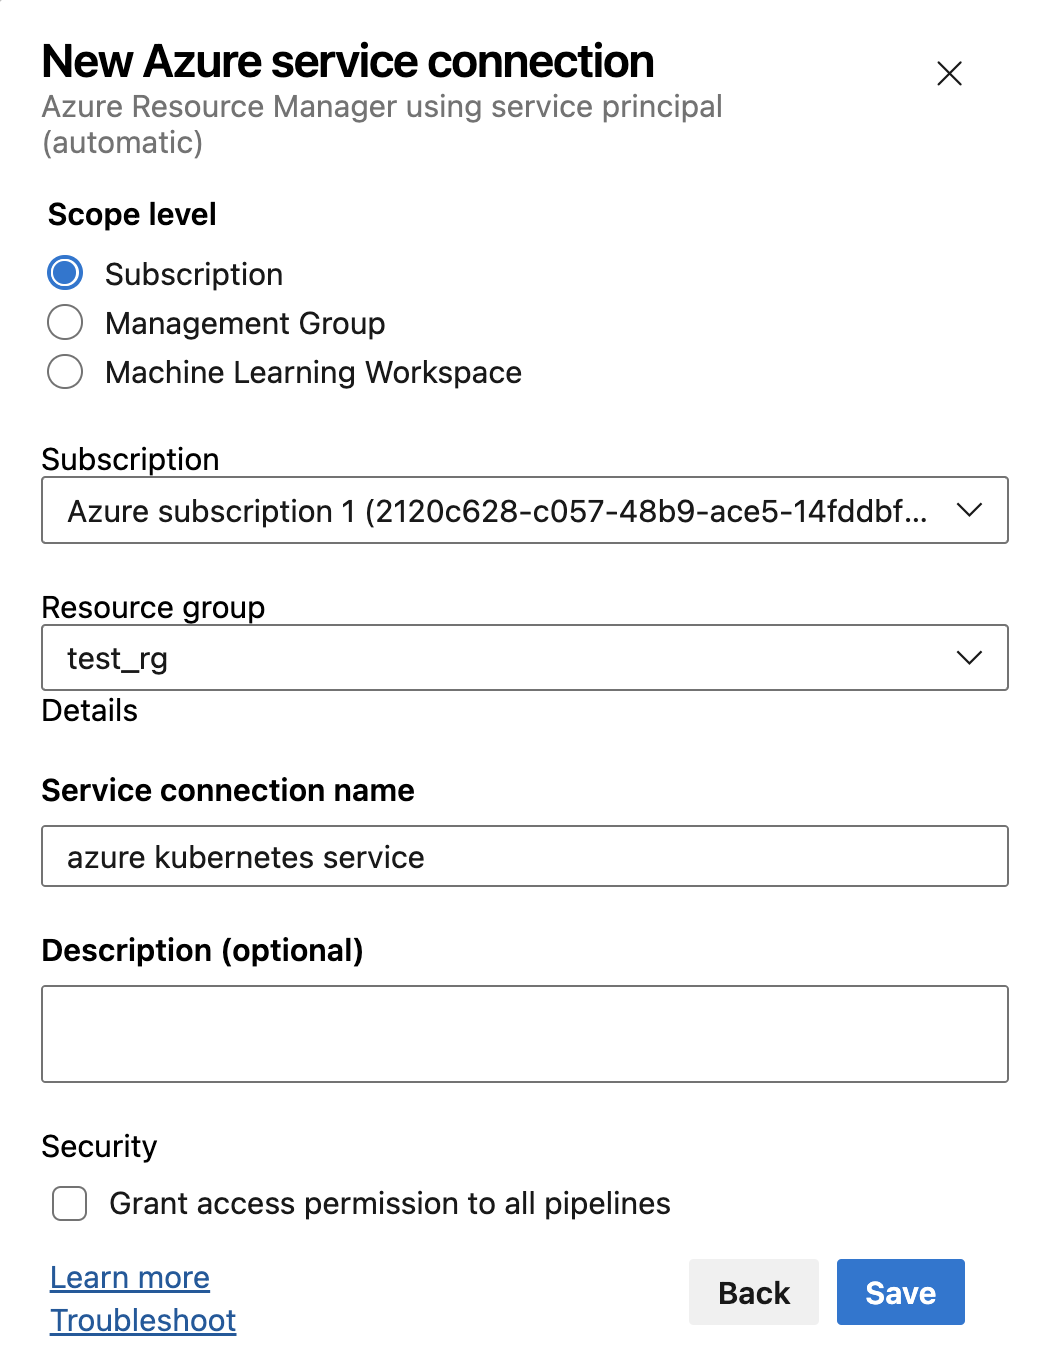 New Azure service connection
Azure Resource Manager using service principal
(automatic)
Scope level
Subscription
Management Group
Machine Learning Workspace
Subscription
Azure subscription 1 (2120c628-c057-48b9-ace5-14fddbf...
Resource group
test_rg
Details
Service connection name
azure kubernetes service
Description (optional)
Security
Grant access permission to all pipelines
Learn more
Back
Save
Troubleshoot